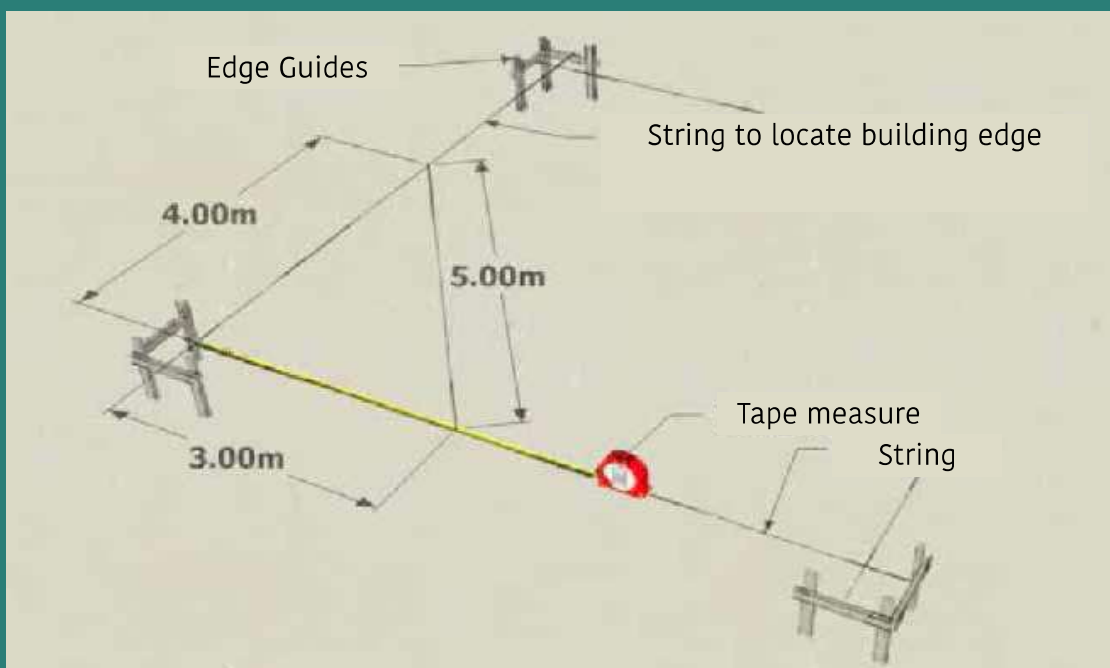 Edge Guides
String to locate building edge
4.00m
5.00m
Tape measure
String
3.00m